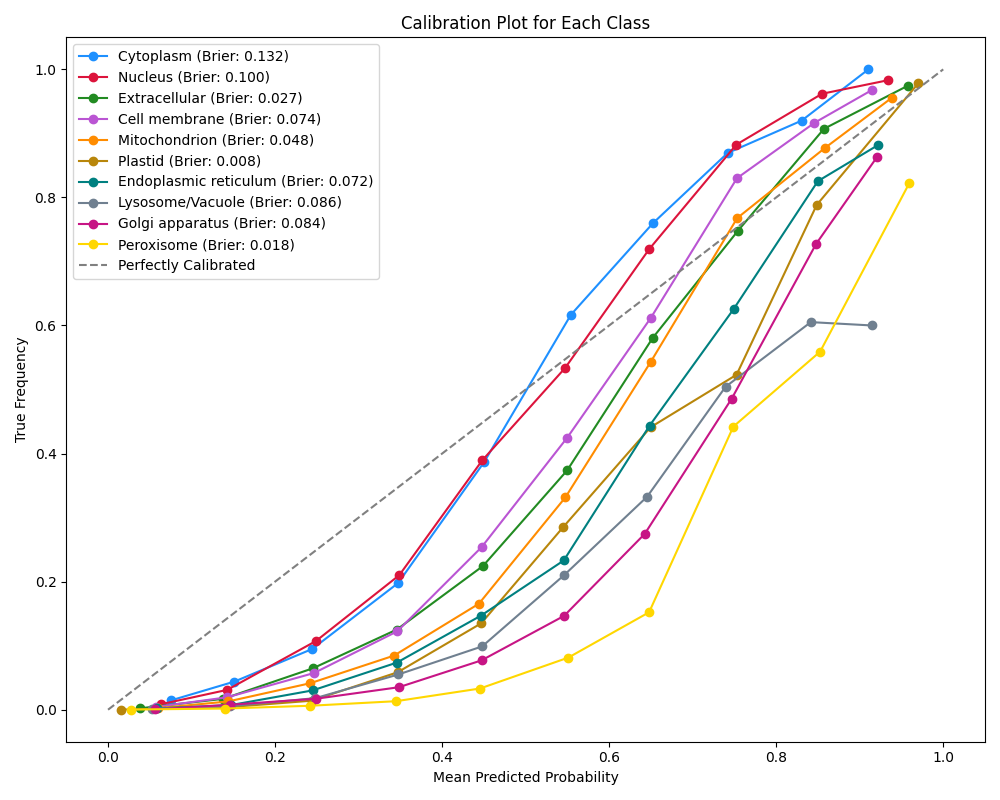 Calibration Plot for Each Class
Cytoplasm (Brier: 0.132)
Nucleus (Brier: 0.100)
Extracellular (Brier: 0.027)
Cell membrane (Brier: 0.074)
Mitochondrion (Brier: 0.048)
Plastid (Brier: 0.008)
Endoplasmic reticulum (Brier: 0.072)
Lysosome/Vacuole (Brier: 0.086)
Golgi apparatus (Brier: 0.084)
Peroxisome (Brier: 0.018)
Perfectly Calibrated
True Frequency
1.0
0.8
0.6
0.4
0.2
0.0
0.0 0.2 0.4 0.6 0.8 1.0
Mean Predicted Probability